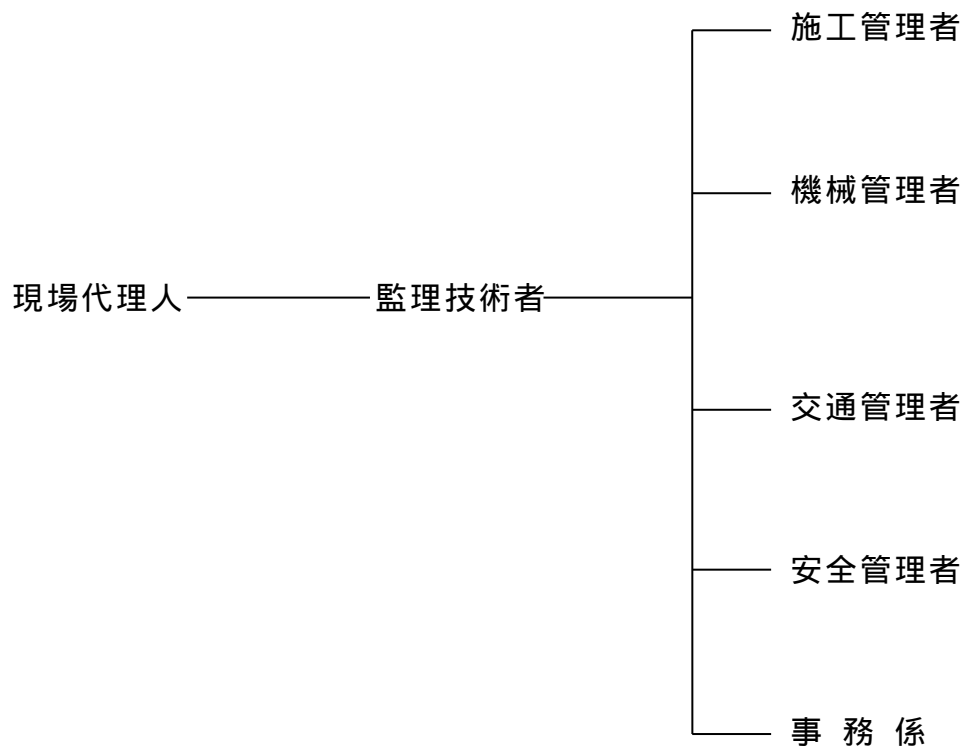 施工管理者
機械管理者
現場代理人
監理技術者
交通管理者
安全管理者
事務係